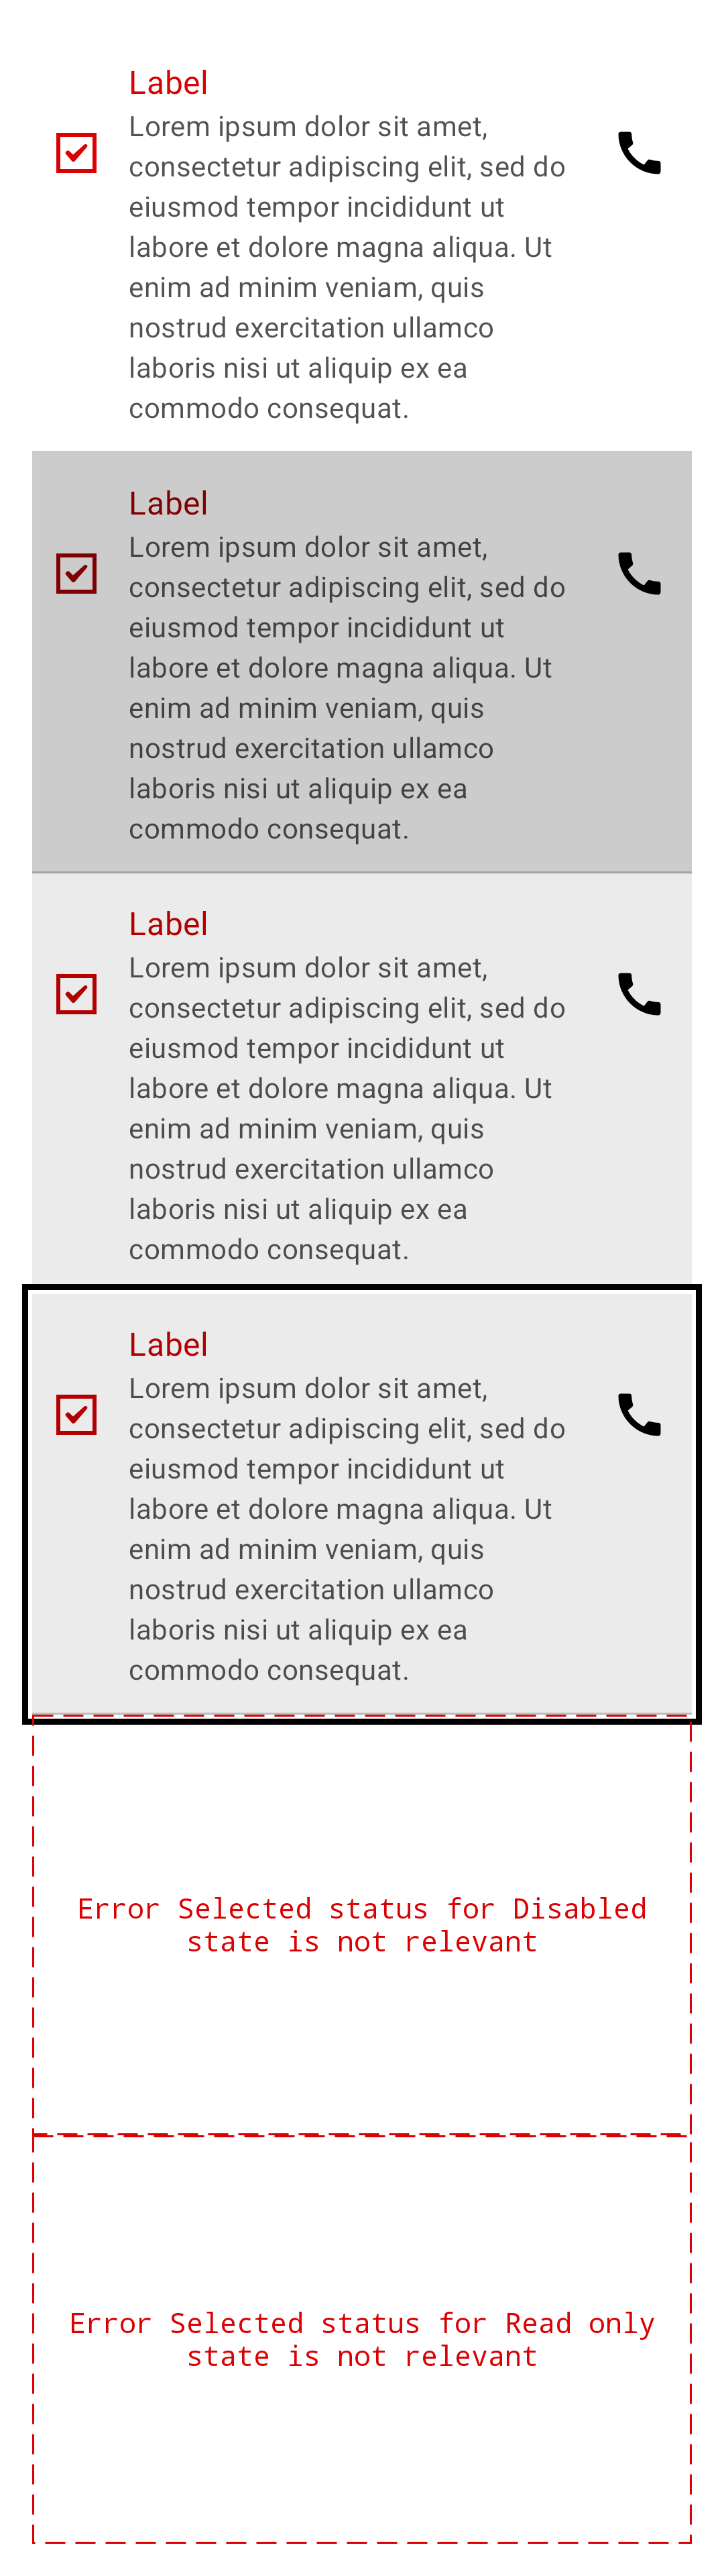 Label
Lorem ipsum dolor sit amet,
consectetur adipiscing elit, sed do
eiusmod tempor incididunt ut
labore et dolore magna aliqua. Ut
enim ad minim veniam, quis
nostrud exercitation ullamco
laboris nisi ut aliquip ex ea
commodo consequat.
Label
Lorem ipsum dolor sit amet,
consectetur adipiscing elit, sed do
eiusmod tempor incididunt ut
labore et dolore magna aliqua. Ut
enim ad minim veniam, quis
nostrud exercitation ullamco
laboris nisi ut aliquip ex ea
commodo consequat.
Label
Lorem ipsum dolor sit amet,
consectetur adipiscing elit, sed do
eiusmod tempor incididunt ut
labore et dolore magna aliqua. Ut
enim ad minim veniam, quis
nostrud exercitation ullamco
laboris nisi ut aliquip ex ea
commodo consequat.
Label
Lorem ipsum dolor sit amet,
consectetur adipiscing elit, sed do
eiusmod tempor incididunt ut
labore et dolore magna aliqua. Ut
enim ad minim veniam, quis
nostrud exercitation ullamco
laboris nisi ut aliquip ex ea
commodo consequat.
Error Selected status for Disabled
state is not relevant
Error Selected status for Read only
state is not relevant